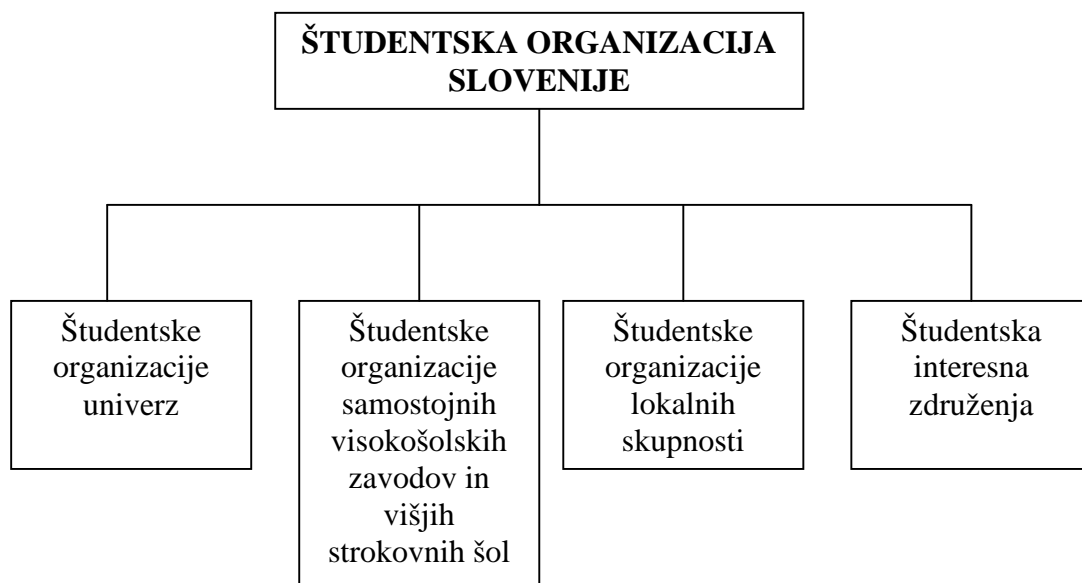 ŠTUDENTSKA ORGANIZACIJA
SLOVENIJE
Študentske
organizacije
univerz
Študentske
organizacije
samostojnih
visokošolskih
zavodov in
višjih
strokovnih šol
Študentske
organizacije
lokalnih
skupnosti
Študentska
interesna
združenja